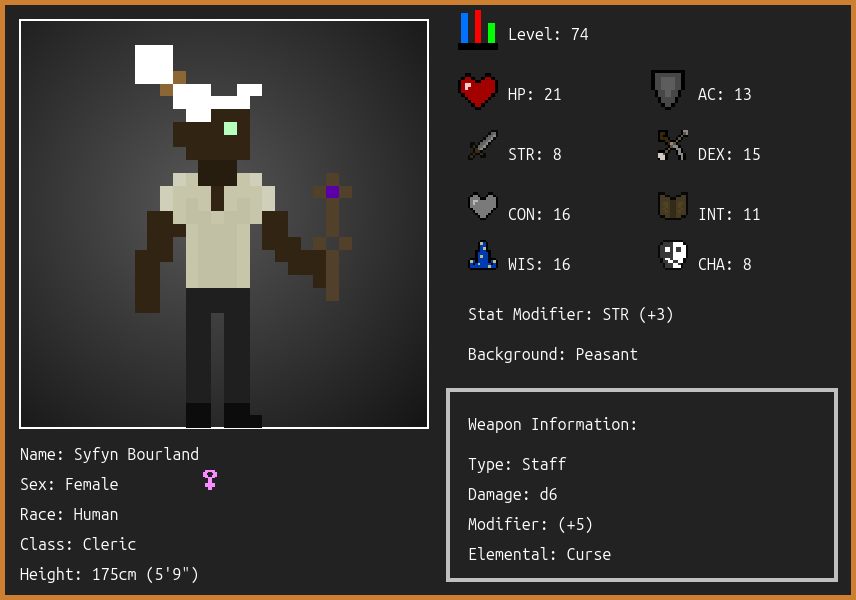 Level: 74
HP: 21
AC: 13
STR: 8
DEX: 15
CON: 16
INT: 11
WIS: 16
CHA: 8
Stat Modifier: STR (+3)
Background: Peasant
Weapon Information:
Type: Staff
Damage: d6
Modifier: (+5)
Elemental: Curse
Name: Syfyn Bourland
Sex: Female
Race: Human
Class: Cleric
Height: 175cm (5'9")